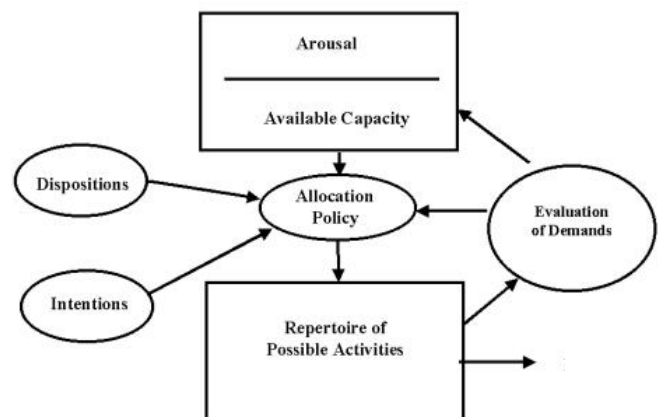 Arousal
Available Capacity
Dispositions
Allocation
Policy
Evaluation
of Demands
Intentions
Repertoire of
Possible Activities